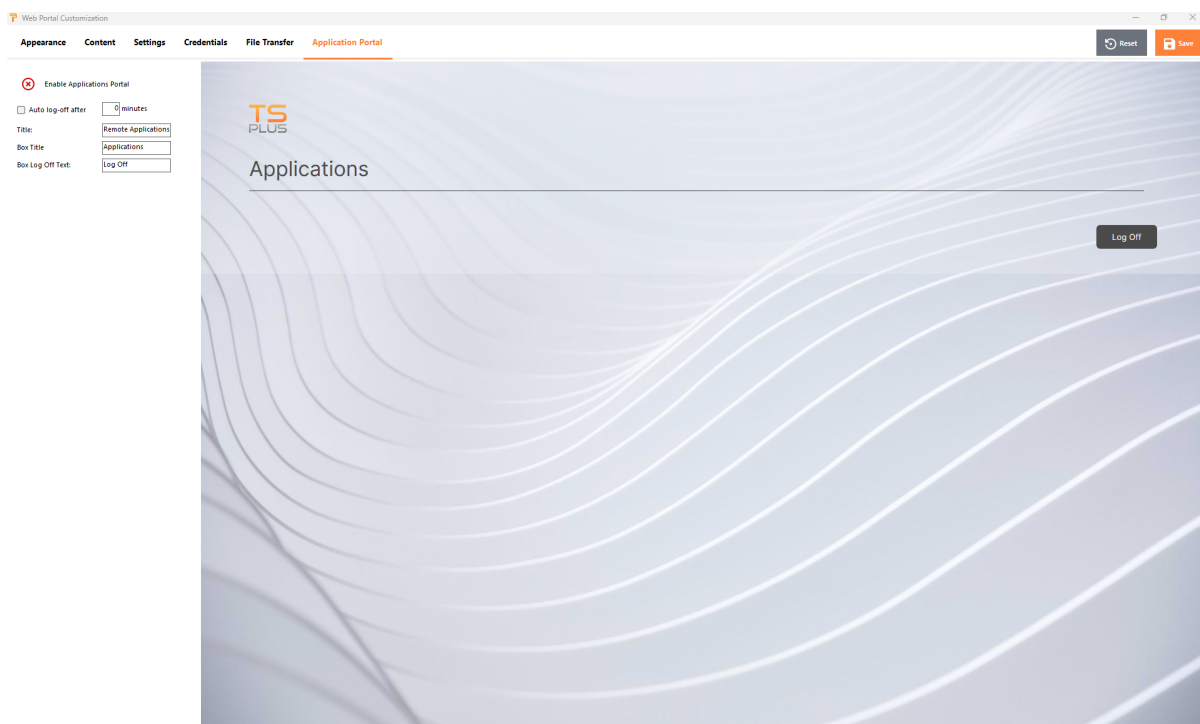 Web Portal Customization
Appearance Content Settings Credentials File Transfer Application Portal Reset Save
Enable Applications Portal
Auto log-off after 0 minutes
Title: Remote Applications
Box Title Applications
Box Log Off Text: Log Off
TS
PLUS
Applications
Log Off